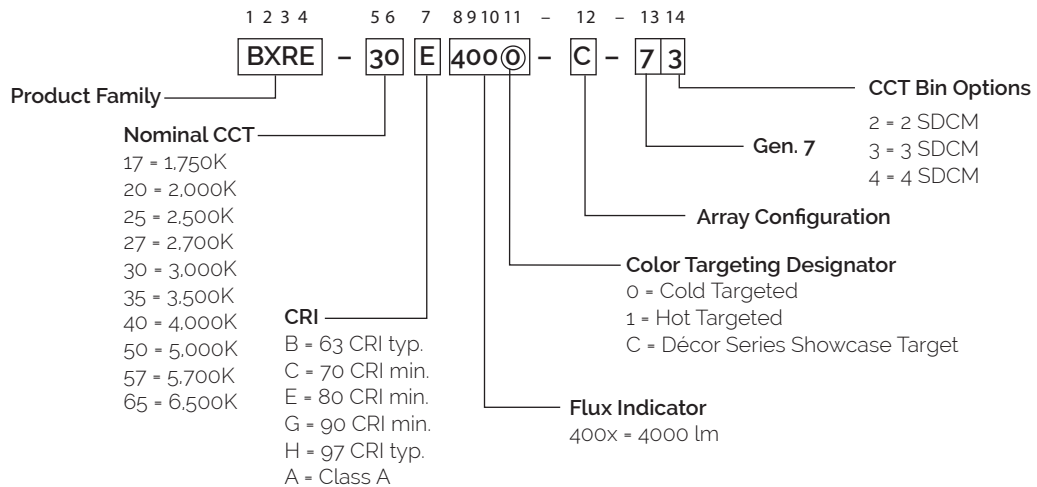 1 2 3 4 5 6 7 8 9 10 11 – 12 – 13 14
BXRE – 30 E 4000 – C – 73
Product Family
Nominal CCT
17 = 1,750K
20 = 2,000K
25 = 2,500K
27 = 2,700K
30 = 3,000K
35 = 3,500K
40 = 4,000K
50 = 5,000K
57 = 5,700K
65 = 6,500K
CRI
B = 63 CRI typ.
C = 70 CRI min.
E = 80 CRI min.
G = 90 CRI min.
H = 97 CRI typ.
A = Class A
Flux Indicator
400x = 4000 lm
Color Targeting Designator
0 = Cold Targeted
1 = Hot Targeted
C = Décor Series Showcase Target
Array Configuration
Gen. 7
CCT Bin Options
2 = 2 SDCM
3 = 3 SDCM
4 = 4 SDCM